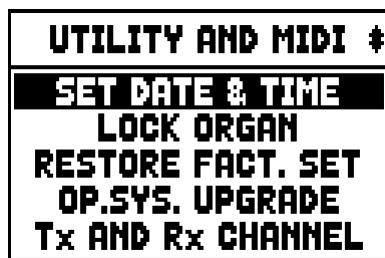 UTILITY AND MIDI
SET DATE & TIME
LOCK ORGAN
RESTORE FACT. SET
OP.SYS. UPGRADE
Tx AND Rx CHANNEL